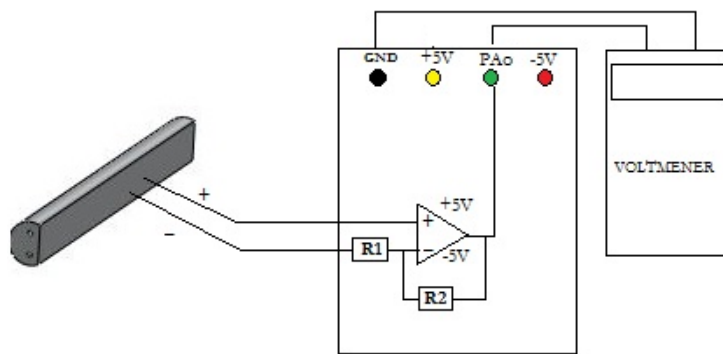 GND +5V PAo -5V
VOLTMENER
+
+ +5V
−
R1 − -5V
R2